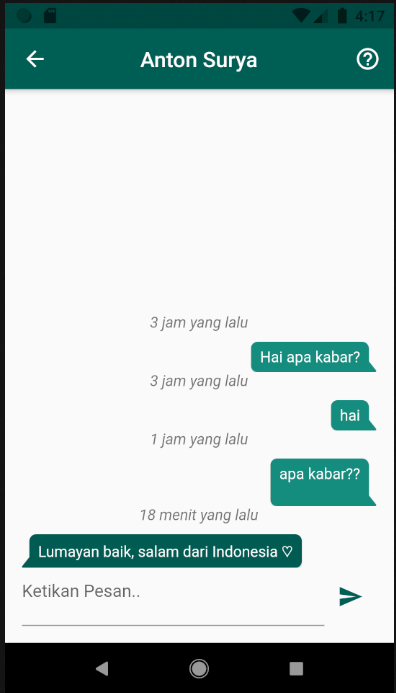 4:17
Anton Surya
3 jam yang lalu
Hai apa kabar?
3 jam yang lalu
hai
1 jam yang lalu
apa kabar??
18 menit yang lalu
Lumayan baik, salam dari Indonesia ♡
Ketikan Pesan..